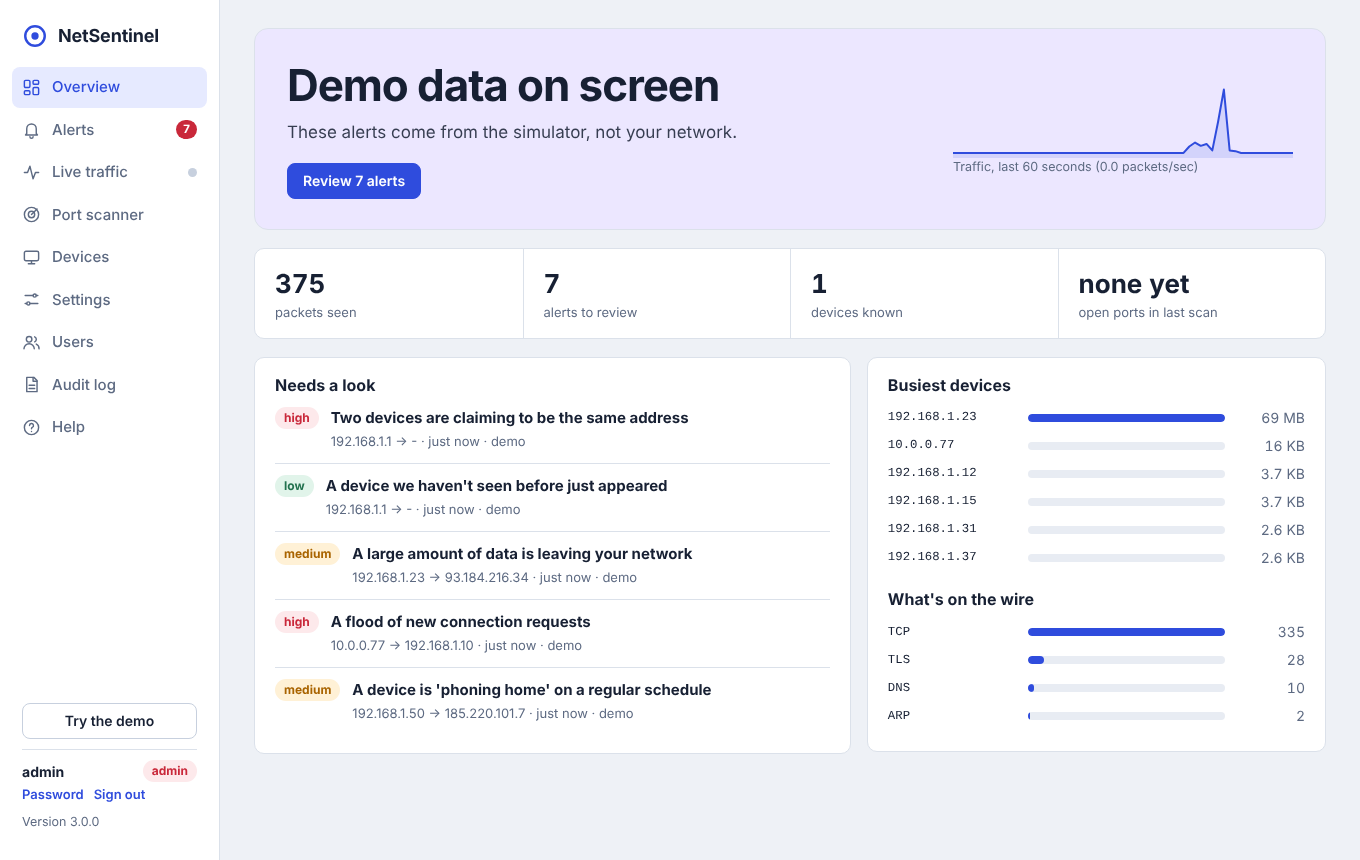 NetSentinel
Overview
Alerts 7
Live traffic
Port scanner
Devices
Settings
Users
Audit log
Help
Try the demo
admin admin
Password Sign out
Version 3.0.0
Demo data on screen
These alerts come from the simulator, not your network.
Review 7 alerts
Traffic, last 60 seconds (0.0 packets/sec)
375
packets seen
7
alerts to review
1
devices known
none yet
open ports in last scan
Needs a look
high Two devices are claiming to be the same address
192.168.1.1 → - · just now · demo
low A device we haven't seen before just appeared
192.168.1.1 → - · just now · demo
medium A large amount of data is leaving your network
192.168.1.23 → 93.184.216.34 · just now · demo
high A flood of new connection requests
10.0.0.77 → 192.168.1.10 · just now · demo
medium A device is 'phoning home' on a regular schedule
192.168.1.50 → 185.220.101.7 · just now · demo
Busiest devices
192.168.1.23 69 MB
10.0.0.77 16 KB
192.168.1.12 3.7 KB
192.168.1.15 3.7 KB
192.168.1.31 2.6 KB
192.168.1.37 2.6 KB
What's on the wire
TCP 335
TLS 28
DNS 10
ARP 2